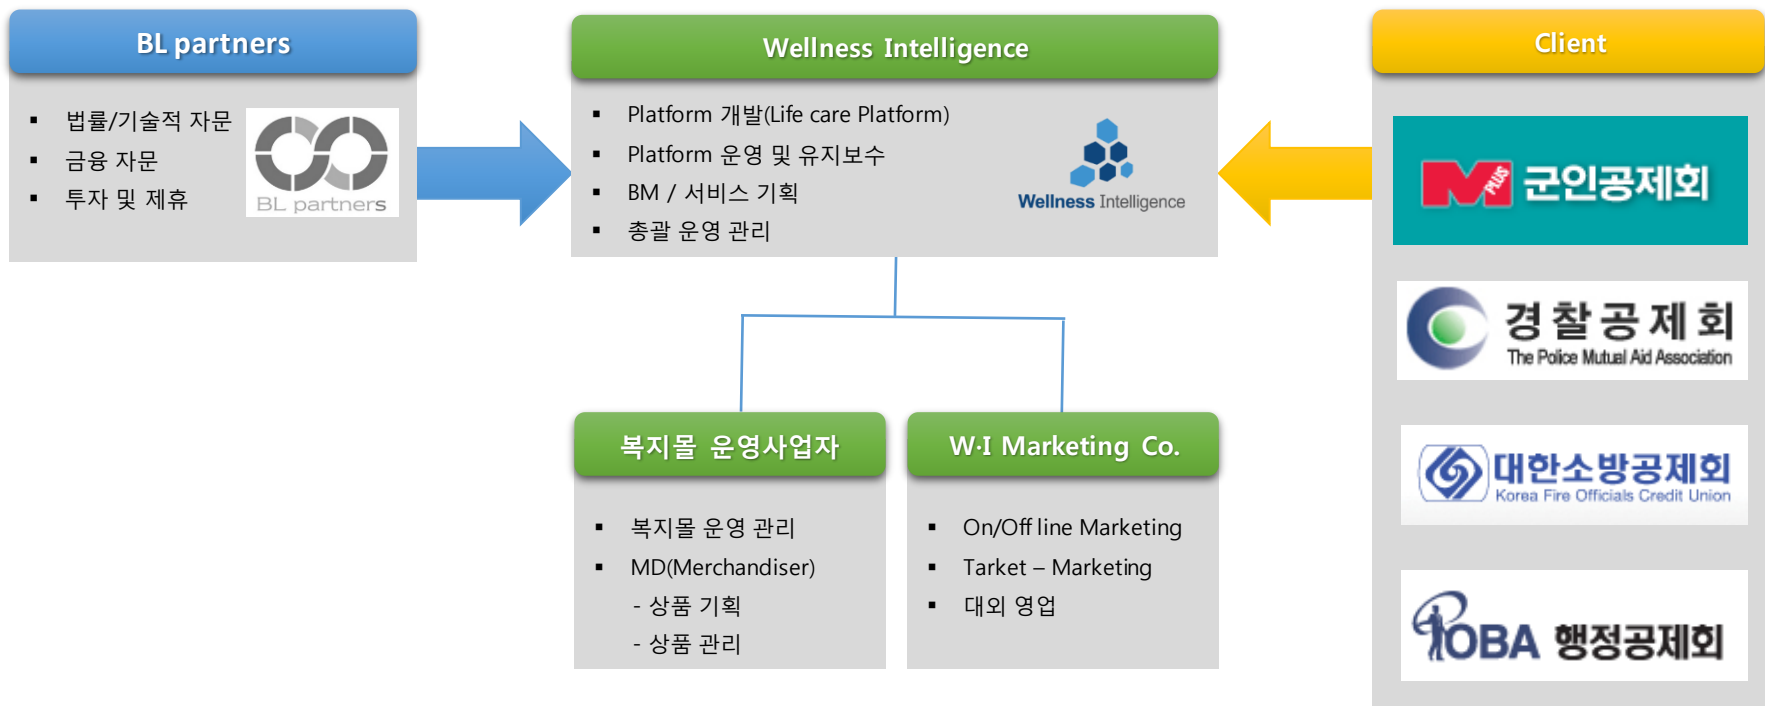 BL partners
▪ 법률/기술적 자문
▪ 금융 자문
▪ 투자 및 제휴
BL partners
Wellness Intelligence
▪ Platform 개발(Life care Platform)
▪ Platform 운영 및 유지보수
▪ BM / 서비스 기획
▪ 총괄 운영 관리
Wellness Intelligence
Client
M PLUS 군인공제회
경찰공제회
The Police Mutual Aid Association
대한소방공제회
Korea Fire Officials Credit Union
POBA 행정공제회
복지몰 운영사업자
▪ 복지몰 운영 관리
▪ MD(Merchandiser)
- 상품 기획
- 상품 관리
W·I Marketing Co.
▪ On/Off line Marketing
▪ Tarket – Marketing
▪ 대외 영업